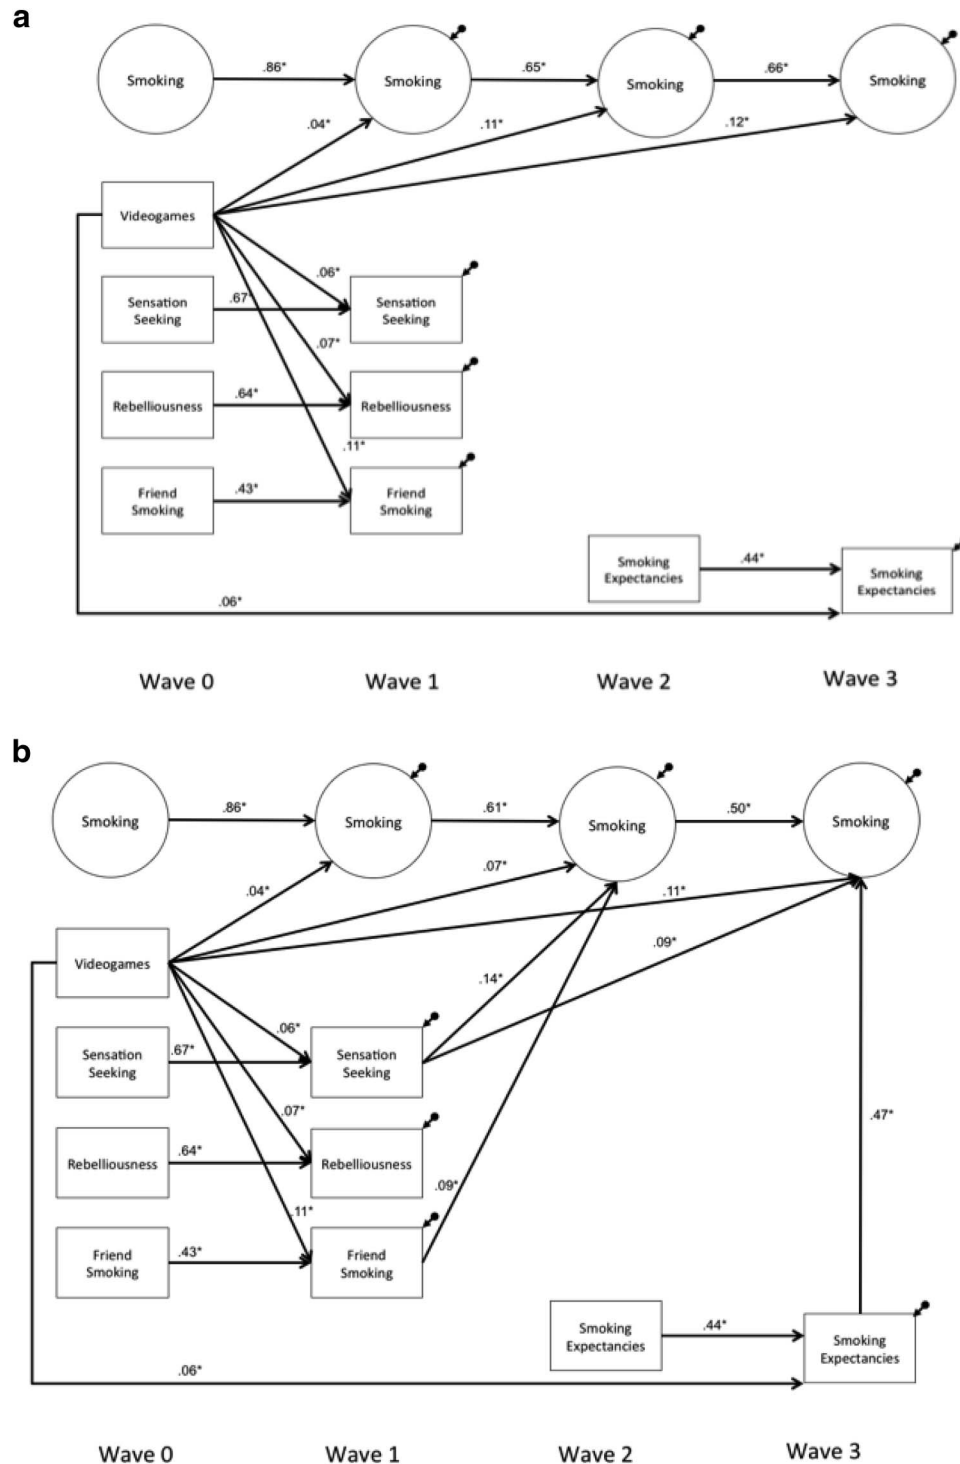 a
Smoking
.86*
Smoking
.65*
Smoking
.66*
Smoking
.04*
.11*
.12*
Videogames
.06*
Sensation
Seeking
.67*
Sensation
Seeking
.07*
Rebelliousness
.64*
Rebelliousness
.11*
Friend
Smoking
.43*
Friend
Smoking
Smoking
Expectancies
.44*
Smoking
Expectancies
.06*
Wave 0
Wave 1
Wave 2
Wave 3
b
Smoking
.86*
Smoking
.61*
Smoking
.50*
Smoking
.04*
.07*
.11*
Videogames
.09*
.14*
.06*
Sensation
Seeking
.67*
Sensation
Seeking
.07*
.47*
Rebelliousness
.64*
Rebelliousness
.09*
.11*
Friend
Smoking
.43*
Friend
Smoking
Smoking
Expectancies
.44*
Smoking
Expectancies
.06*
Wave 0
Wave 1
Wave 2
Wave 3